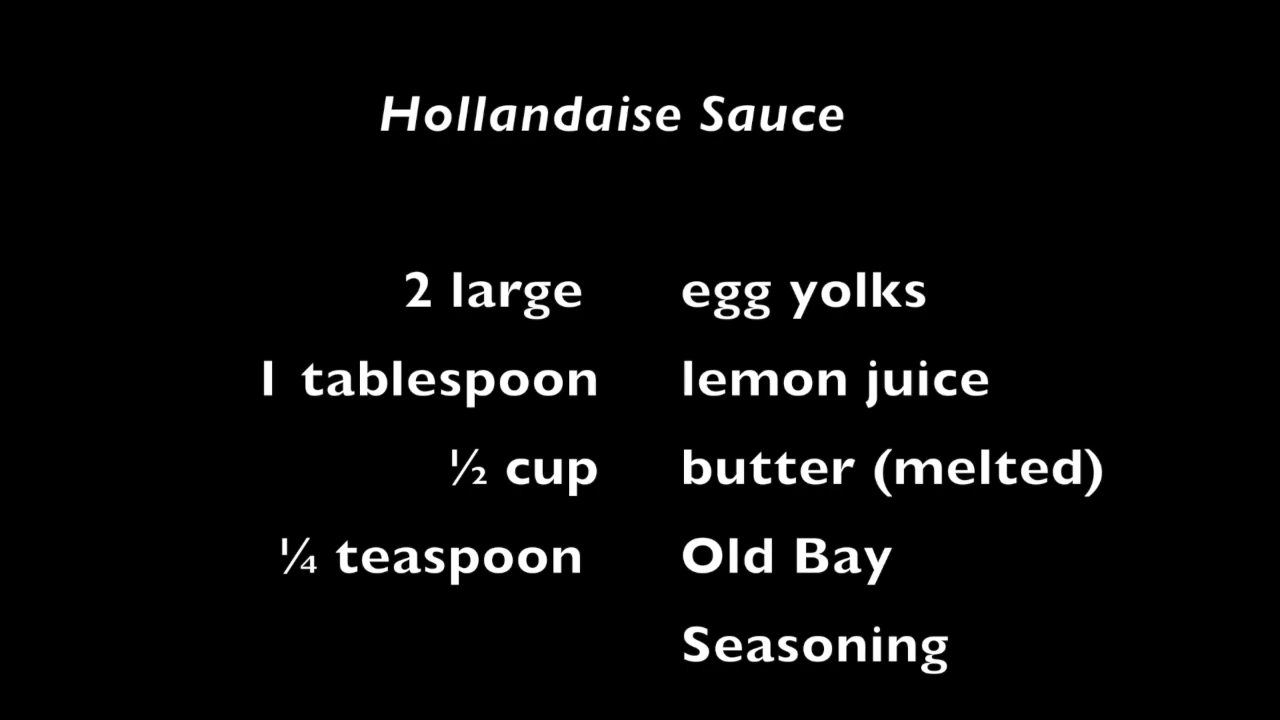 Hollandaise Sauce
2 large egg yolks
1 tablespoon lemon juice
½ cup butter (melted)
¼ teaspoon Old Bay
Seasoning